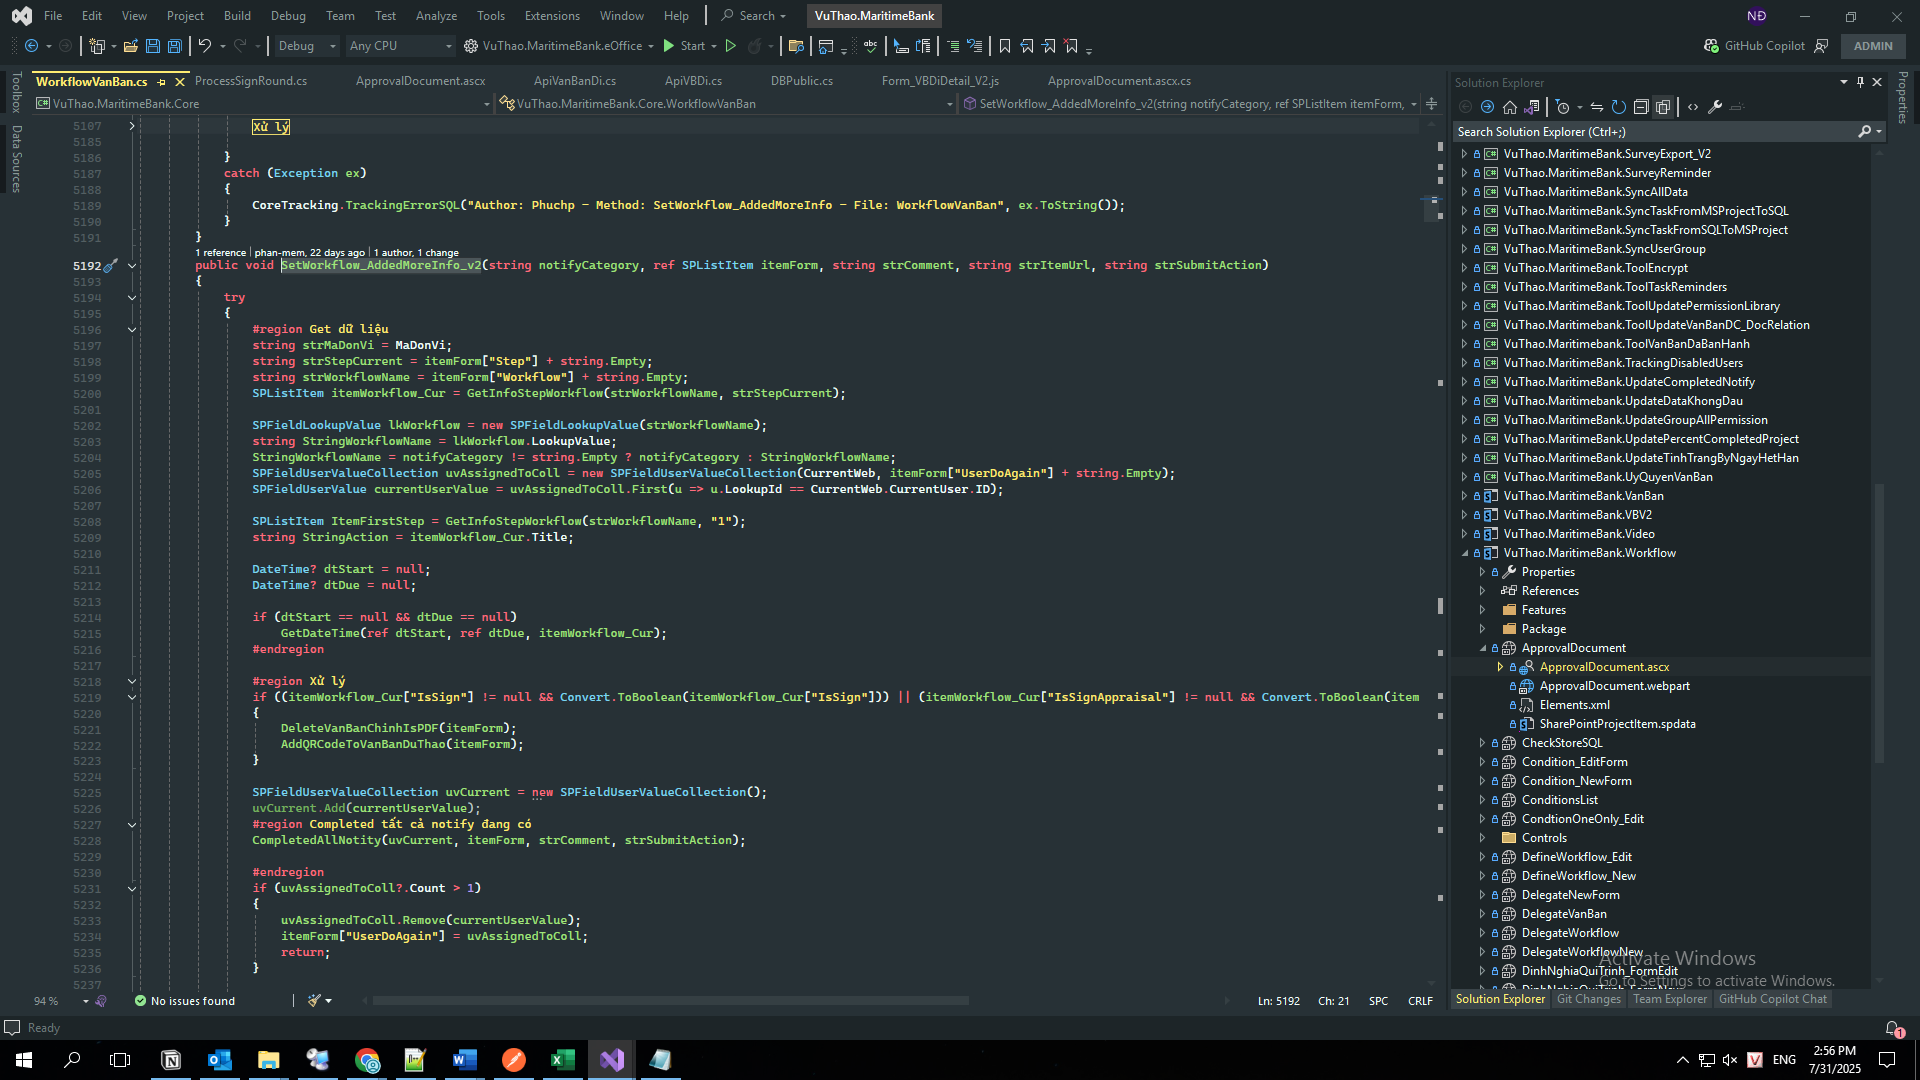 File Edit View Project Build Debug Team Test Analyze Tools Extensions Window Help Search VuThao.MaritimeBank NĐ
Debug Any CPU VuThao.MaritimeBank.eOffice Start GitHub Copilot ADMIN
WorkflowVanBan.cs ProcessSignRound.cs ApprovalDocument.ascx ApiVanBanDi.cs ApiVBDi.cs DBPublic.cs Form_VBDiDetail_V2.js ApprovalDocument.ascx.cs
VuThao.MaritimeBank.Core VuThao.MaritimeBank.Core.WorkflowVanBan SetWorkflow_AddedMoreInfo_v2(string notifyCategory, ref SPListItem itemForm,
Toolbox
Data Sources
5107 Xử lý
5185
5186 }
5187 catch (Exception ex)
5188 {
5189 CoreTracking.TrackingErrorSQL("Author: Phuchp - Method: SetWorkflow_AddedMoreInfo - File: WorkflowVanBan", ex.ToString());
5190 }
5191 }
1 reference | phan-mem, 22 days ago | 1 author, 1 change
5192 public void SetWorkflow_AddedMoreInfo_v2(string notifyCategory, ref SPListItem itemForm, string strComment, string strItemUrl, string strSubmitAction)
5193 {
5194 try
5195 {
5196 #region Get dữ liệu
5197 string strMaDonVi = MaDonVi;
5198 string strStepCurrent = itemForm["Step"] + string.Empty;
5199 string strWorkflowName = itemForm["Workflow"] + string.Empty;
5200 SPListItem itemWorkflow_Cur = GetInfoStepWorkflow(strWorkflowName, strStepCurrent);
5201
5202 SPFieldLookupValue lkWorkflow = new SPFieldLookupValue(strWorkflowName);
5203 string StringWorkflowName = lkWorkflow.LookupValue;
5204 StringWorkflowName = notifyCategory != string.Empty ? notifyCategory : StringWorkflowName;
5205 SPFieldUserValueCollection uvAssignedToColl = new SPFieldUserValueCollection(CurrentWeb, itemForm["UserDoAgain"] + string.Empty);
5206 SPFieldUserValue currentUserValue = uvAssignedToColl.First(u => u.LookupId == CurrentWeb.CurrentUser.ID);
5207
5208 SPListItem ItemFirstStep = GetInfoStepWorkflow(strWorkflowName, "1");
5209 string StringAction = itemWorkflow_Cur.Title;
5210
5211 DateTime? dtStart = null;
5212 DateTime? dtDue = null;
5213
5214 if (dtStart == null && dtDue == null)
5215 GetDateTime(ref dtStart, ref dtDue, itemWorkflow_Cur);
5216 #endregion
5217
5218 #region Xử lý
5219 if ((itemWorkflow_Cur["IsSign"] != null && Convert.ToBoolean(itemWorkflow_Cur["IsSign"])) || (itemWorkflow_Cur["IsSignAppraisal"] != null && Convert.ToBoolean(item
5220 {
5221 DeleteVanBanChinhIsPDF(itemForm);
5222 AddQRCodeToVanBanDuThao(itemForm);
5223 }
5224
5225 SPFieldUserValueCollection uvCurrent = new SPFieldUserValueCollection();
5226 uvCurrent.Add(currentUserValue);
5227 #region Completed tất cả notify đang có
5228 CompletedAllNotity(uvCurrent, itemForm, strComment, strSubmitAction);
5229
5230 #endregion
5231 if (uvAssignedToColl?.Count > 1)
5232 {
5233 uvAssignedToColl.Remove(currentUserValue);
5234 itemForm["UserDoAgain"] = uvAssignedToColl;
5235 return;
5236 }
5237
94 % No issues found Ln: 5192 Ch: 21 SPC CRLF
Ready
Solution Explorer
Search Solution Explorer (Ctrl+;)
VuThao.MaritimeBank.SurveyExport_V2
VuThao.MaritimeBank.SurveyReminder
VuThao.MaritimeBank.SyncAllData
VuThao.MaritimeBank.SyncTaskFromMSProjectToSQL
VuThao.MaritimeBank.SyncTaskFromSQLToMSProject
VuThao.MaritimeBank.SyncUserGroup
VuThao.MaritimeBank.ToolEncrypt
VuThao.MaritimeBank.ToolTaskReminders
VuThao.MaritimeBank.ToolUpdatePermissionLibrary
VuThao.Maritimebank.ToolUpdateVanBanDC_DocRelation
VuThao.MaritimeBank.ToolVanBanDaBanHanh
VuThao.MaritimeBank.TrackingDisabledUsers
VuThao.MaritimeBank.UpdateCompletedNotify
VuThao.MaritimeBank.UpdateDataKhongDau
VuThao.MaritimeBank.UpdateGroupAllPermission
VuThao.MaritimeBank.UpdatePercentCompletedProject
VuThao.MaritimeBank.UpdateTinhTrangByNgayHetHan
VuThao.MaritimeBank.UyQuyenVanBan
VuThao.MaritimeBank.VanBan
VuThao.MaritimeBank.VBV2
VuThao.MaritimeBank.Video
VuThao.MaritimeBank.Workflow
Properties
References
Features
Package
ApprovalDocument
ApprovalDocument.ascx
ApprovalDocument.webpart
Elements.xml
SharePointProjectItem.spdata
CheckStoreSQL
Condition_EditForm
Condition_NewForm
ConditionsList
CondtionOneOnly_Edit
Controls
DefineWorkflow_Edit
DefineWorkflow_New
DelegateNewForm
DelegateVanBan
DelegateWorkflow
DelegateWorkflowNew
DinhNghiaQuiTrinh_FormEdit
Solution Explorer Git Changes Team Explorer GitHub Copilot Chat
Properties
Activate Windows
Go to Settings to activate Windows.
1
ENG
2:56 PM
7/31/2025